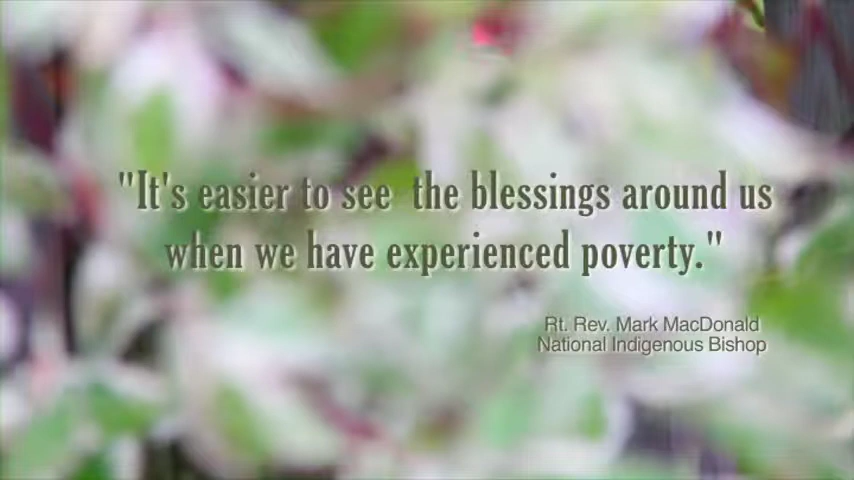 "It's easier to see  the blessings around us
when we have experienced poverty."
Rt. Rev. Mark MacDonald
National Indigenous Bishop